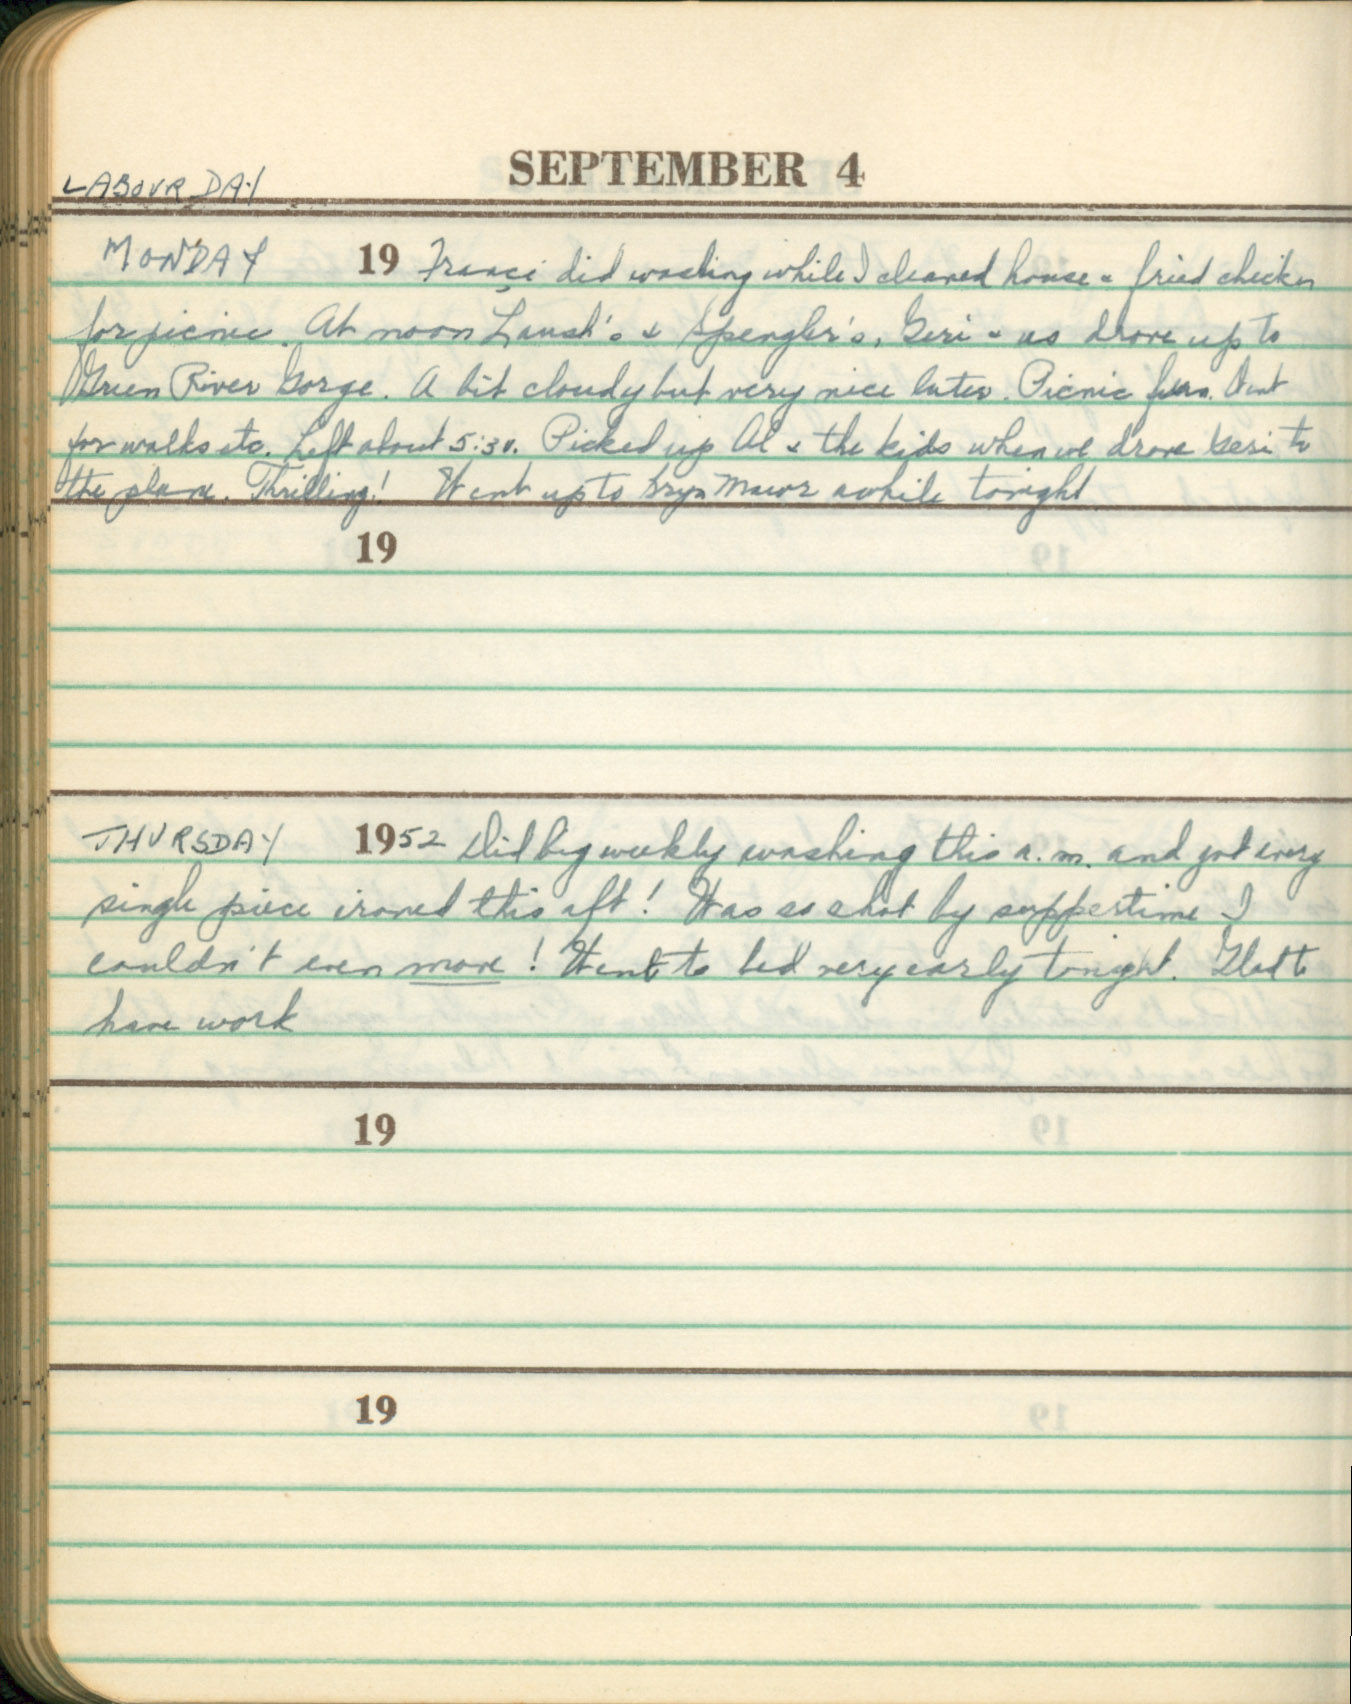 SEPTEMBER 4
LABOUR DAY
MONDAY 19 Franci did washing while I cleaned house & fried chicken
for picnic. At noon & Spengler's, Geri & us drove up to
Green River Gorge. A bit cloudy but very nice later. Picnic fun. Went
for walks etc. Left about 5:30. Picked up Al & the kids when we drove Geri to
the plane. Thrilling! Went up to Bryn Mawr awhile tonight
19
THURSDAY 1952 Did big weekly washing this a.m. and got every
single piece ironed this aft! Was so shot by suppertime I
couldn't even move! Went to bed very early tonight. Glad to
have work
19
19